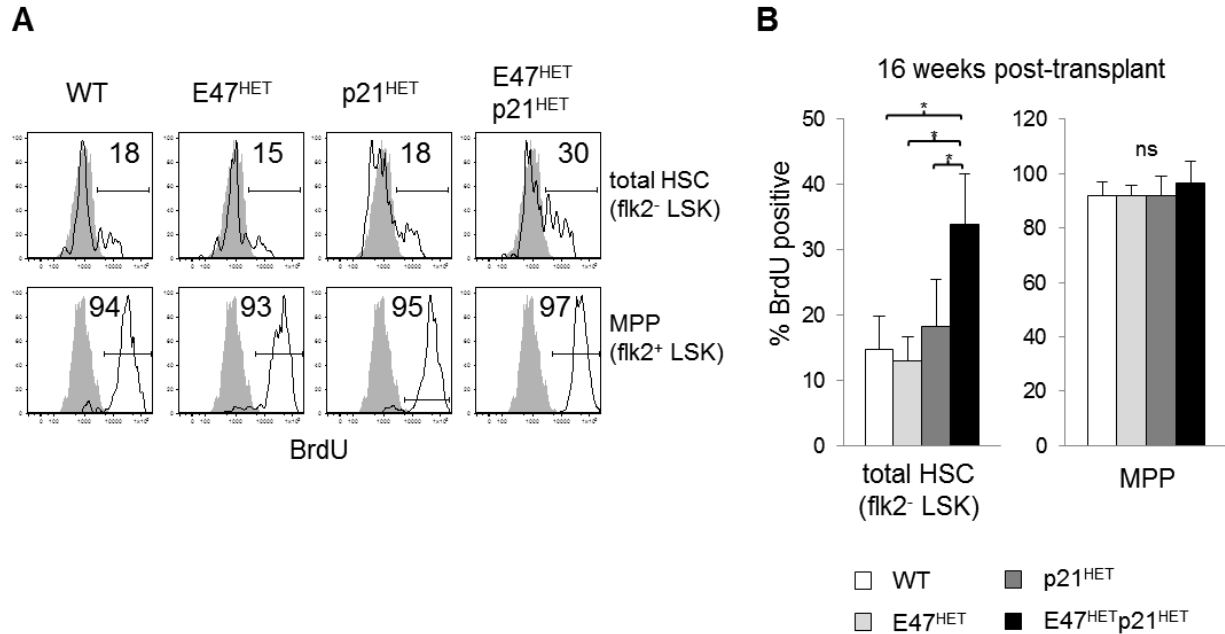 A
WT
E47HET
p21HET
E47HET
p21HET
18
15
18
30
total HSC
(flk2- LSK)
94
93
95
97
MPP
(flk2+ LSK)
BrdU
B
16 weeks post-transplant
% BrdU positive
50
40
30
20
10
0
*
*
*
total HSC
(flk2- LSK)
120
100
80
60
40
20
0
ns
MPP
WT
p21HET
E47HET
E47HETp21HET